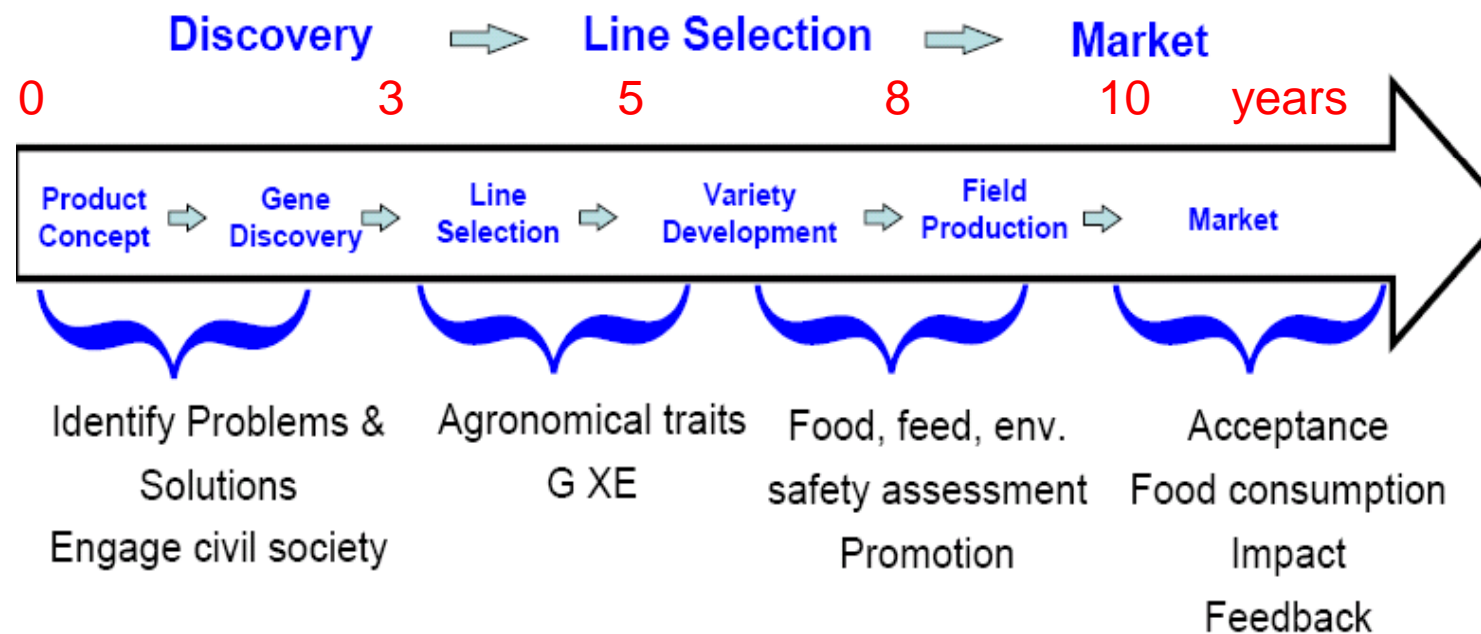 Discovery Line Selection Market
0 3 5 8 10 years
Product Concept
Gene Discovery
Line Selection
Variety Development
Field Production
Market
Identify Problems &
Solutions
Engage civil society
Agronomical traits
G XE
Food, feed, env.
safety assessment
Promotion
Acceptance
Food consumption
Impact
Feedback